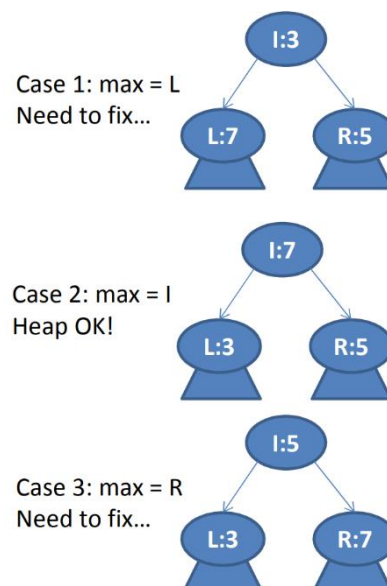 I:3
Case 1: max = L
Need to fix...
L:7
R:5
I:7
Case 2: max = I
Heap OK!
L:3
R:5
I:5
Case 3: max = R
Need to fix...
L:3
R:7